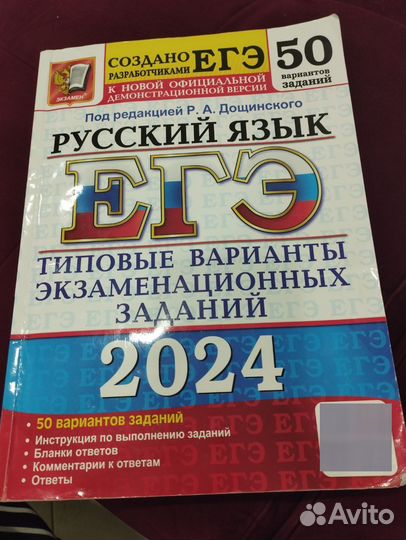 СОЗДАНО
РАЗРАБОТЧИКАМИ ЕГЭ
50
вариантов
заданий
К НОВОЙ ОФИЦИАЛЬНОЙ
ДЕМОНСТРАЦИОННОЙ ВЕРСИИ
ЭКЗАМЕН
Под редакцией Р. А. Дощинского
РУССКИЙ ЯЗЫК
ЕГЭ
ТИПОВЫЕ ВАРИАНТЫ
ЭКЗАМЕНАЦИОННЫХ
ЗАДАНИЙ
2024
• 50 вариантов заданий
• Инструкция по выполнению заданий
• Бланки ответов
• Комментарии к ответам
• Ответы
Avito